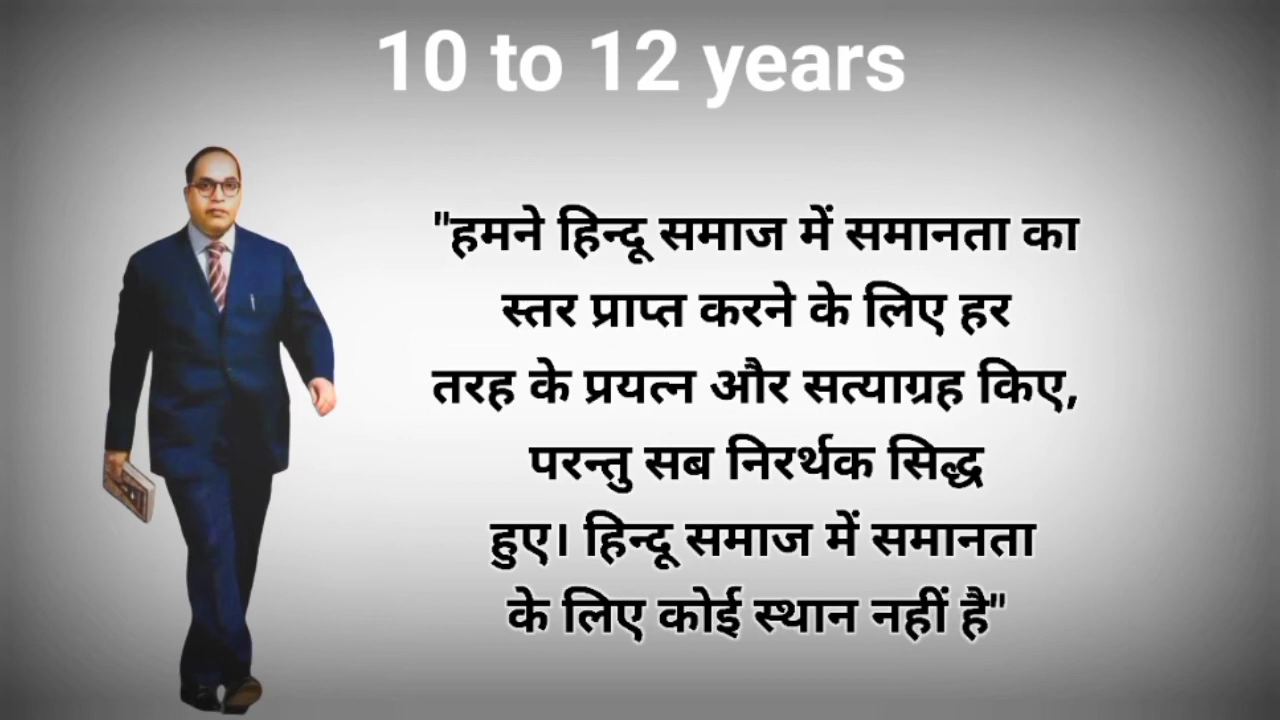 10 to 12 years
"हमने हिन्दू समाज में समानता का
स्तर प्राप्त करने के लिए हर
तरह के प्रयत्न और सत्याग्रह किए,
परन्तु सब निरर्थक सिद्ध
हुए। हिन्दू समाज में समानता
के लिए कोई स्थान नहीं है"